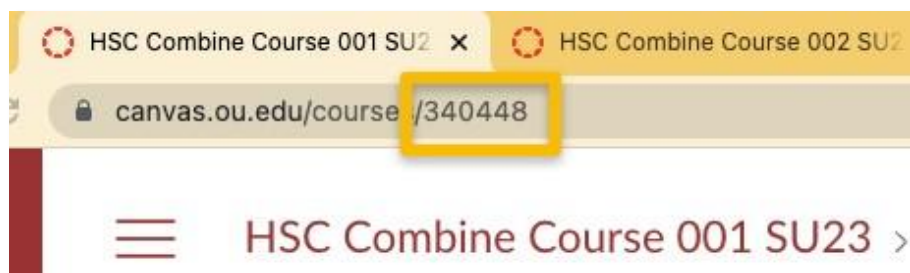 HSC Combine Course 001 SU2 × HSC Combine Course 002 SU2
canvas.ou.edu/course /340448
HSC Combine Course 001 SU23 >